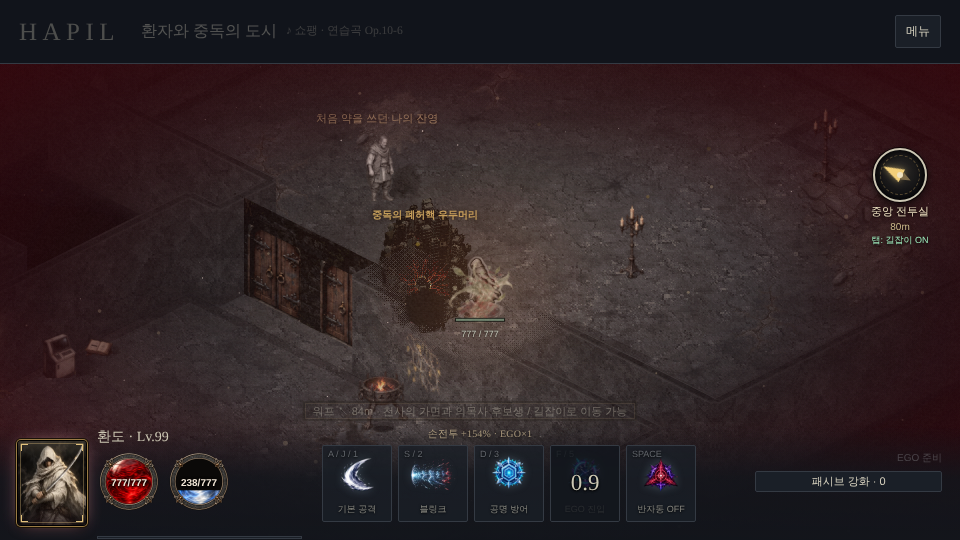 HAPIL
환자와 중독의 도시
♪ 쇼팽 · 연습곡 Op.10-6
메뉴
처음 약을 쓰던 나의 잔영
중앙 전투실
80m
탭: 길잡이 ON
중독의 폐허핵 우두머리
777 / 777
84m 천사의 가면과 의목사 후보생 / 길잡이로 이동 가능
손전투 +154% · EGO×1
환도 · Lv.99
777/777
238/777
A / J / 1
기본 공격
S / 2
블링크
D / 3
공명 방어
0.9
EGO 진입
SPACE
반자동 OFF
EGO 준비
패시브 강화 · 0